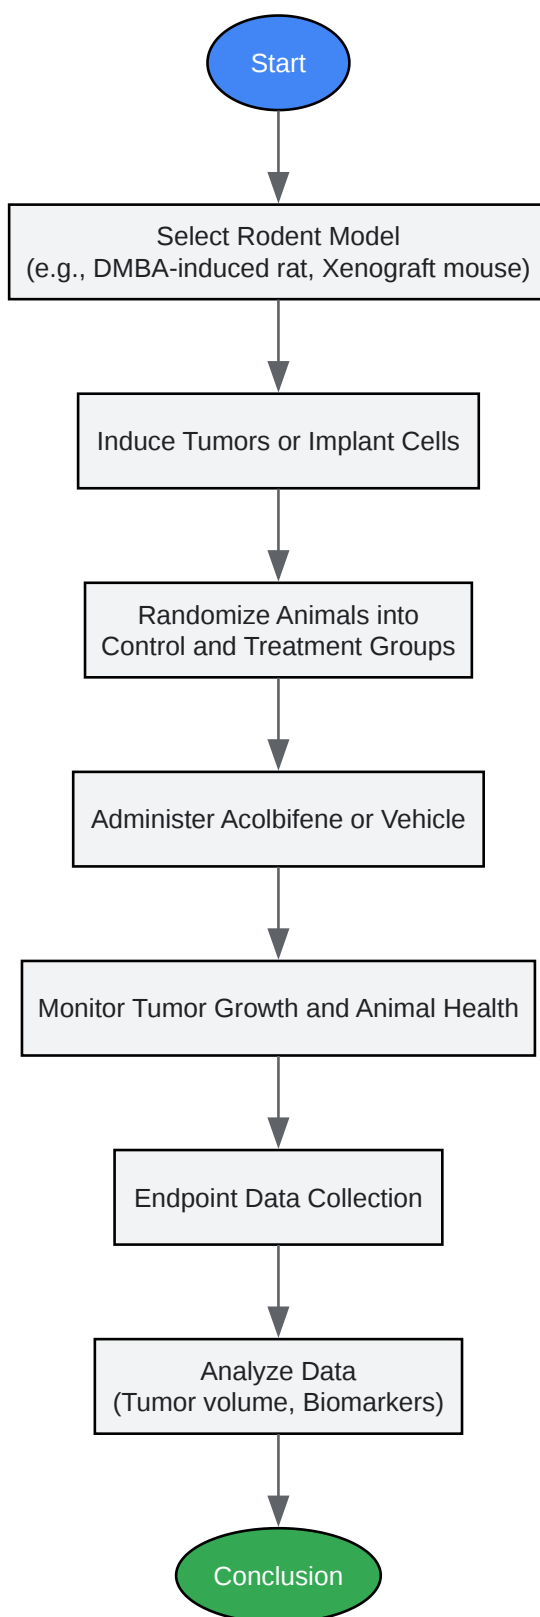 Start
Select Rodent Model
(e.g., DMBA-induced rat, Xenograft mouse)
Induce Tumors or Implant Cells
Randomize Animals into
Control and Treatment Groups
Administer Acolbifene or Vehicle
Monitor Tumor Growth and Animal Health
Endpoint Data Collection
Analyze Data
(Tumor volume, Biomarkers)
Conclusion